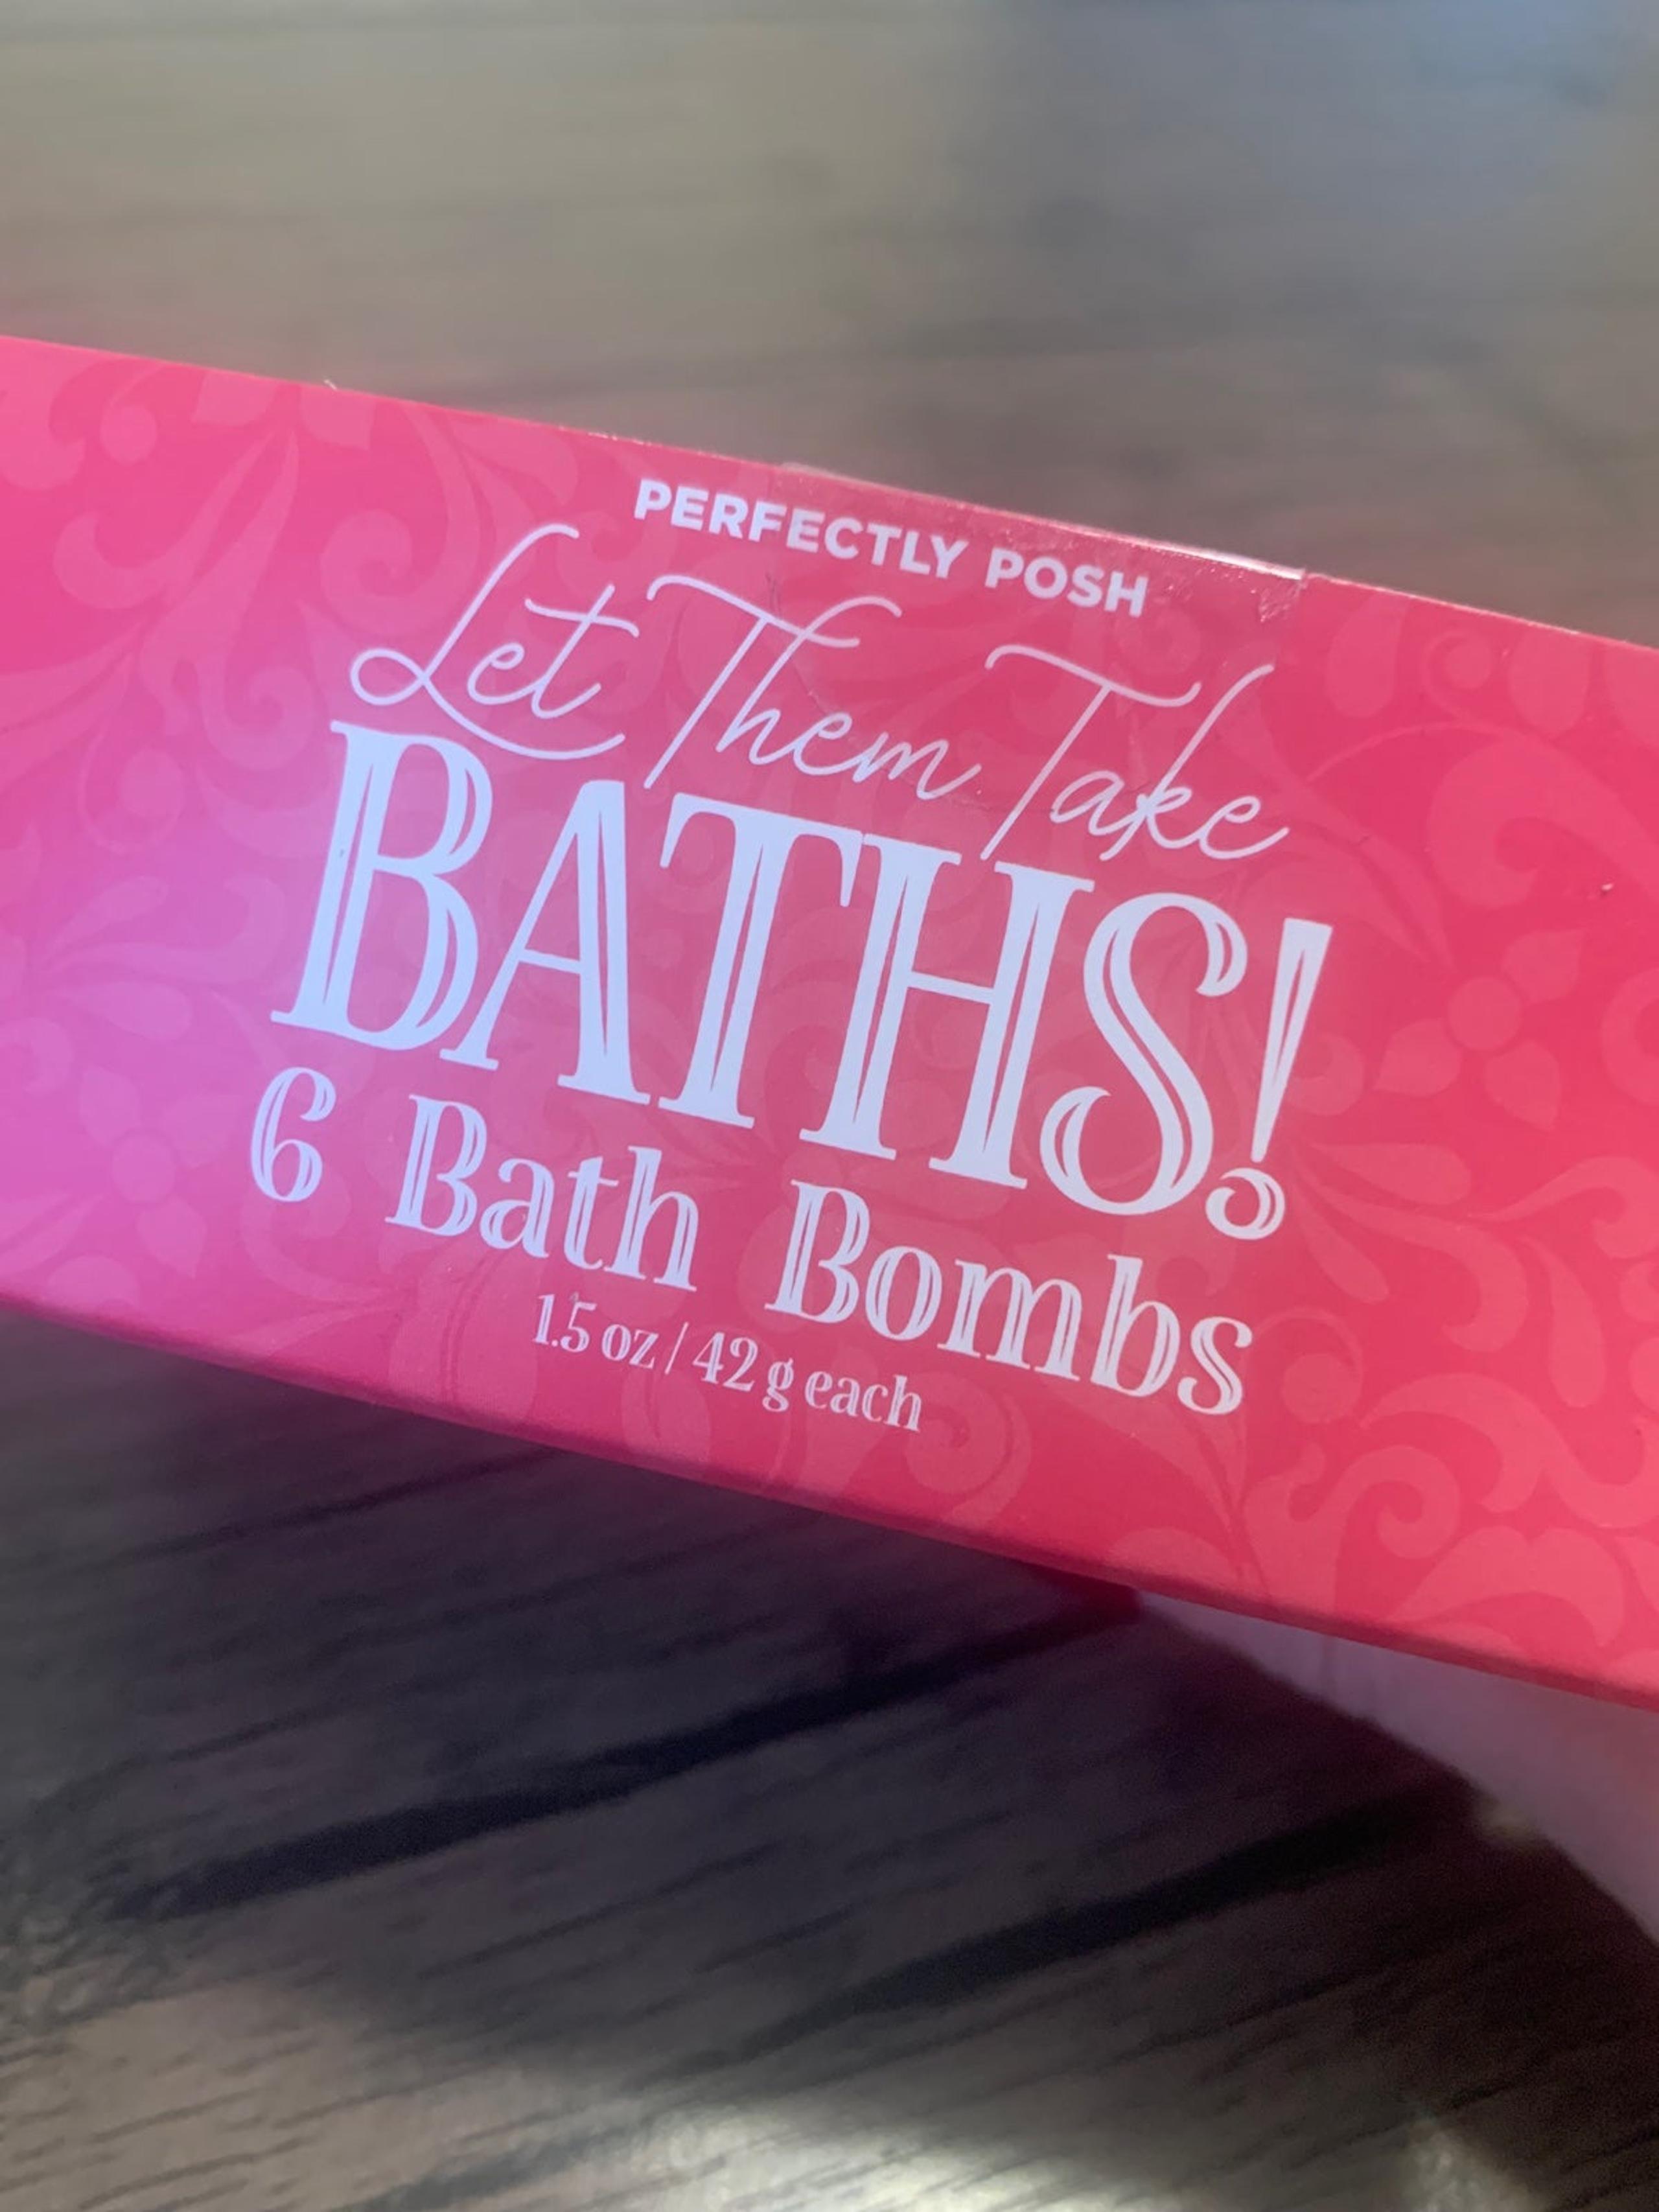 PERFECTLY POSH
Let Them Take
BATHS!
6 Bath Bombs
1.5 oz / 42 g each